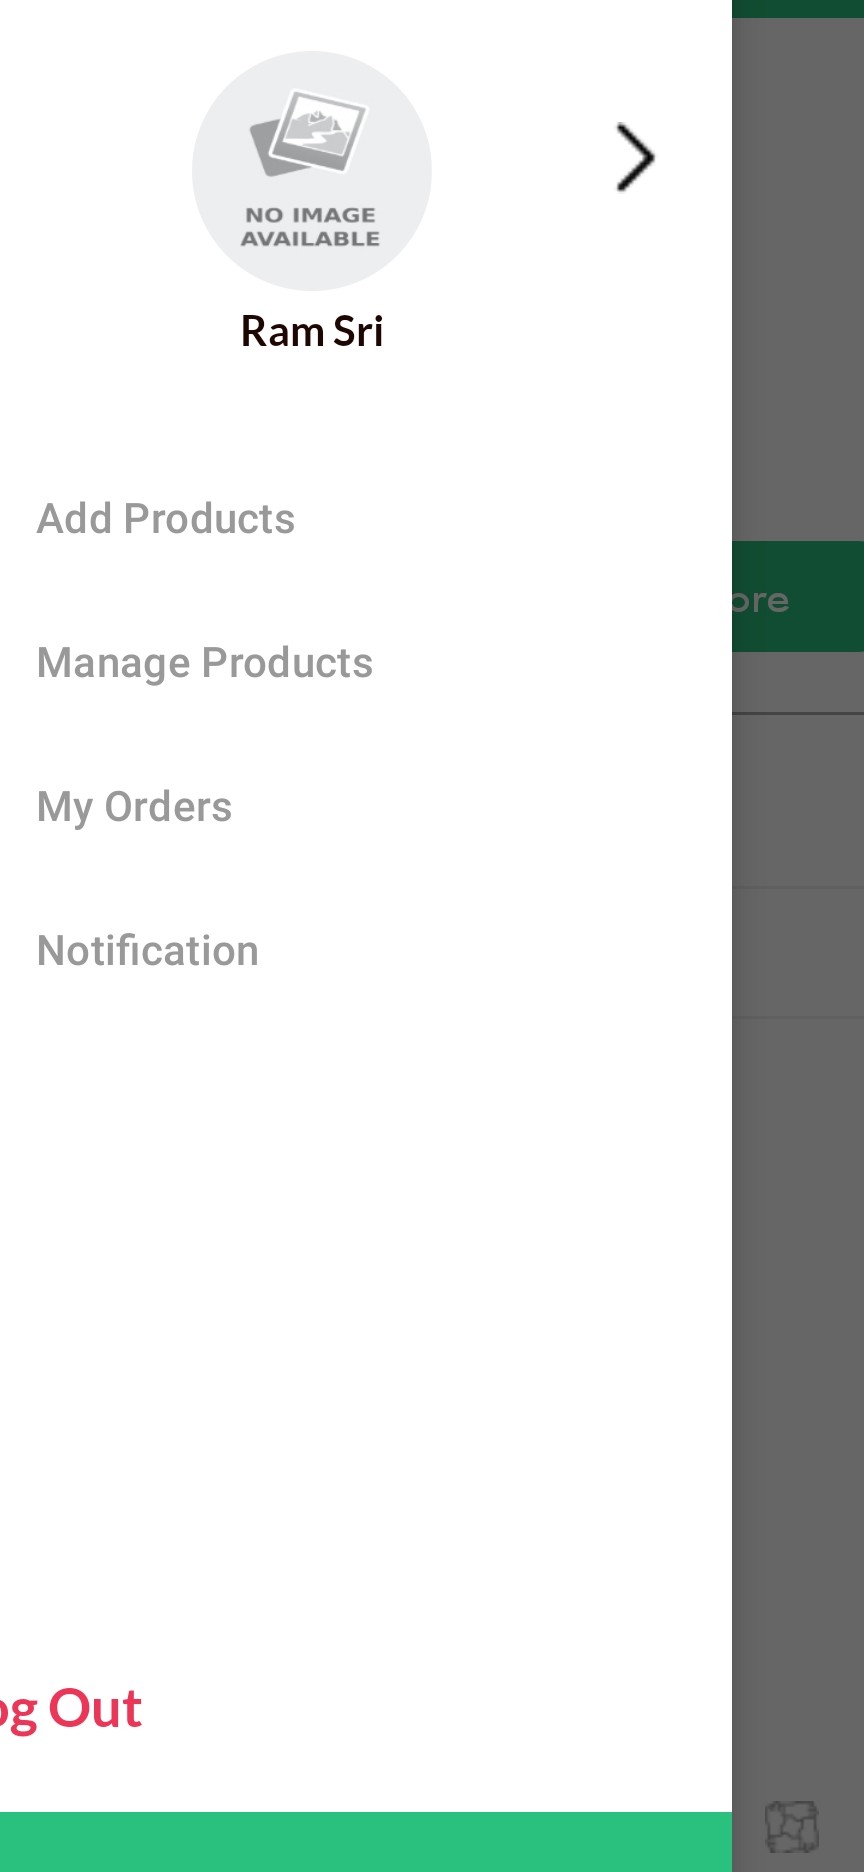 NO IMAGE
AVAILABLE
Ram Sri
Add Products
ore
Manage Products
My Orders
Notification
og Out